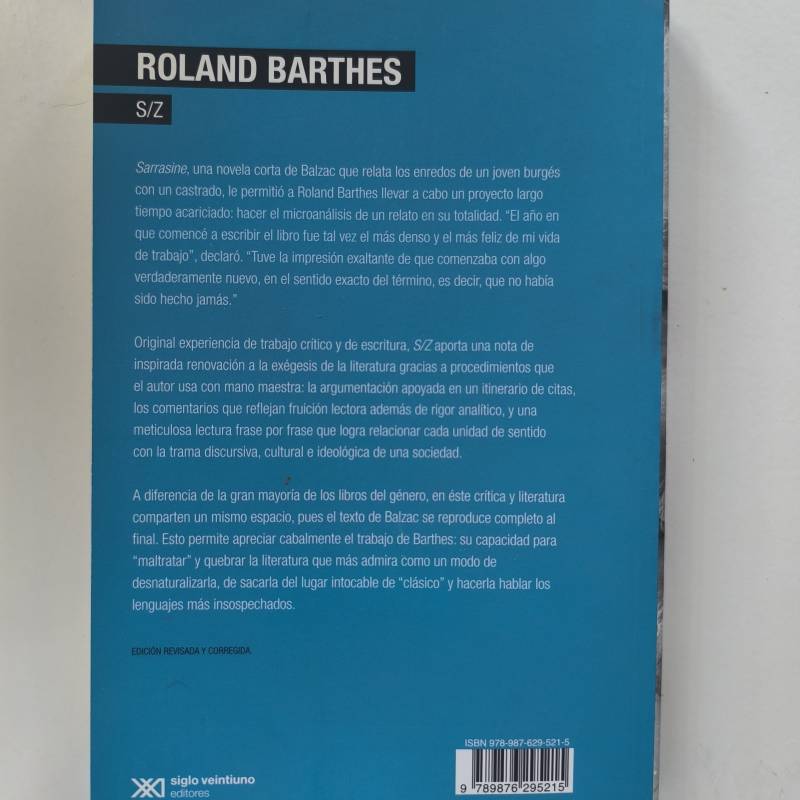 ROLAND BARTHES
S/Z
Sarrasine, una novela corta de Balzac que relata los enredos de un joven burgés
con un castrado, le permitió a Roland Barthes llevar a cabo un proyecto largo
tiempo acariciado: hacer el microanálisis de un relato en su totalidad. “El año en
que comencé a escribir el libro fue tal vez el más denso y el más feliz de mi vida
de trabajo”, declaró. “Tuve la impresión exaltante de que comenzaba con algo
verdaderamente nuevo, en el sentido exacto del término, es decir, que no había
sido hecho jamás.”
Original experiencia de trabajo crítico y de escritura, S/Z aporta una nota de
inspirada renovación a la exégesis de la literatura gracias a procedimientos que
el autor usa con mano maestra: la argumentación apoyada en un itinerario de citas,
los comentarios que reflejan fruición lectora además de rigor analítico, y una
meticulosa lectura frase por frase que logra relacionar cada unidad de sentido
con la trama discursiva, cultural e ideológica de una sociedad.
A diferencia de la gran mayoría de los libros del género, en éste crítica y literatura
comparten un mismo espacio, pues el texto de Balzac se reproduce completo al
final. Esto permite apreciar cabalmente el trabajo de Barthes: su capacidad para
“maltratar” y quebrar la literatura que más admira como un modo de
desnaturalizarla, de sacarla del lugar intocable de “clásico” y hacerla hablar los
lenguajes más insospechados.
EDICIÓN REVISADA Y CORREGIDA.
ISBN 978-987-629-521-5
9 789876 295215
siglo veintiuno
editores